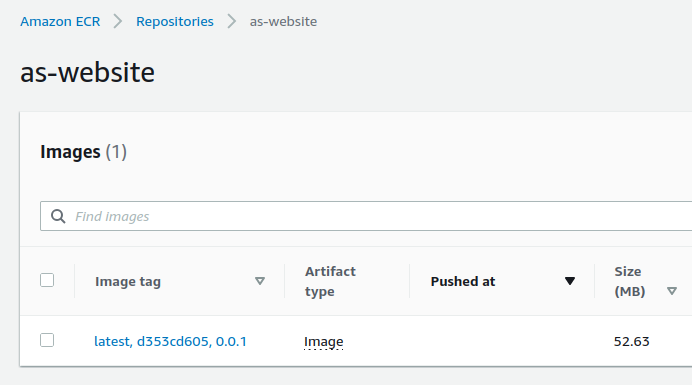 Amazon ECR > Repositories > as-website
as-website
Images (1)
Find images
Image tag Artifact type Pushed at Size (MB)
latest, d353cd605, 0.0.1 Image 52.63